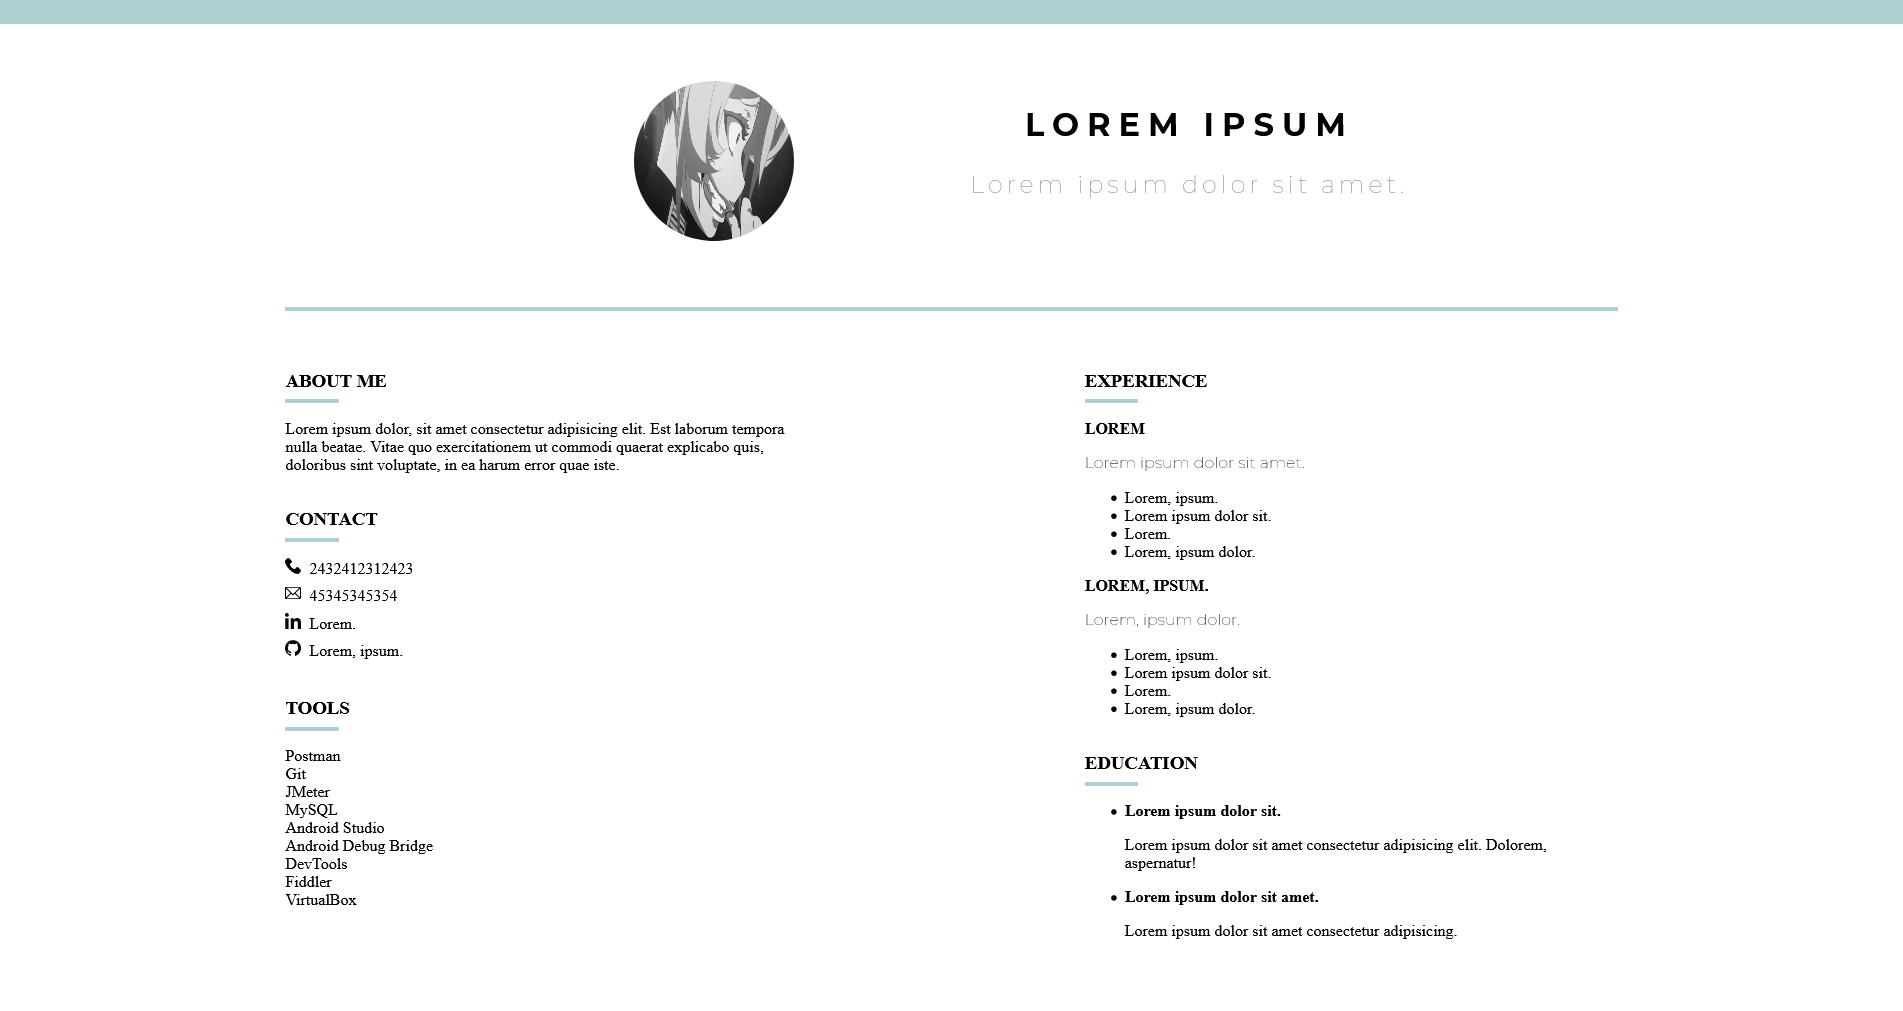 LOREM IPSUM
Lorem ipsum dolor sit amet.
ABOUT ME
Lorem ipsum dolor, sit amet consectetur adipisicing elit. Est laborum tempora
nulla beatae. Vitae quo exercitationem ut commodi quaerat explicabo quis,
doloribus sint voluptate, in ea harum error quae iste.
CONTACT
2432412312423
45345345354
Lorem.
Lorem, ipsum.
TOOLS
Postman
Git
JMeter
MySQL
Android Studio
Android Debug Bridge
DevTools
Fiddler
VirtualBox
EXPERIENCE
LOREM
Lorem ipsum dolor sit amet.
• Lorem, ipsum.
• Lorem ipsum dolor sit.
• Lorem.
• Lorem, ipsum dolor.
LOREM, IPSUM.
Lorem, ipsum dolor.
• Lorem, ipsum.
• Lorem ipsum dolor sit.
• Lorem.
• Lorem, ipsum dolor.
EDUCATION
• Lorem ipsum dolor sit.
Lorem ipsum dolor sit amet consectetur adipisicing elit. Dolorem,
aspernatur!
• Lorem ipsum dolor sit amet.
Lorem ipsum dolor sit amet consectetur adipisicing.